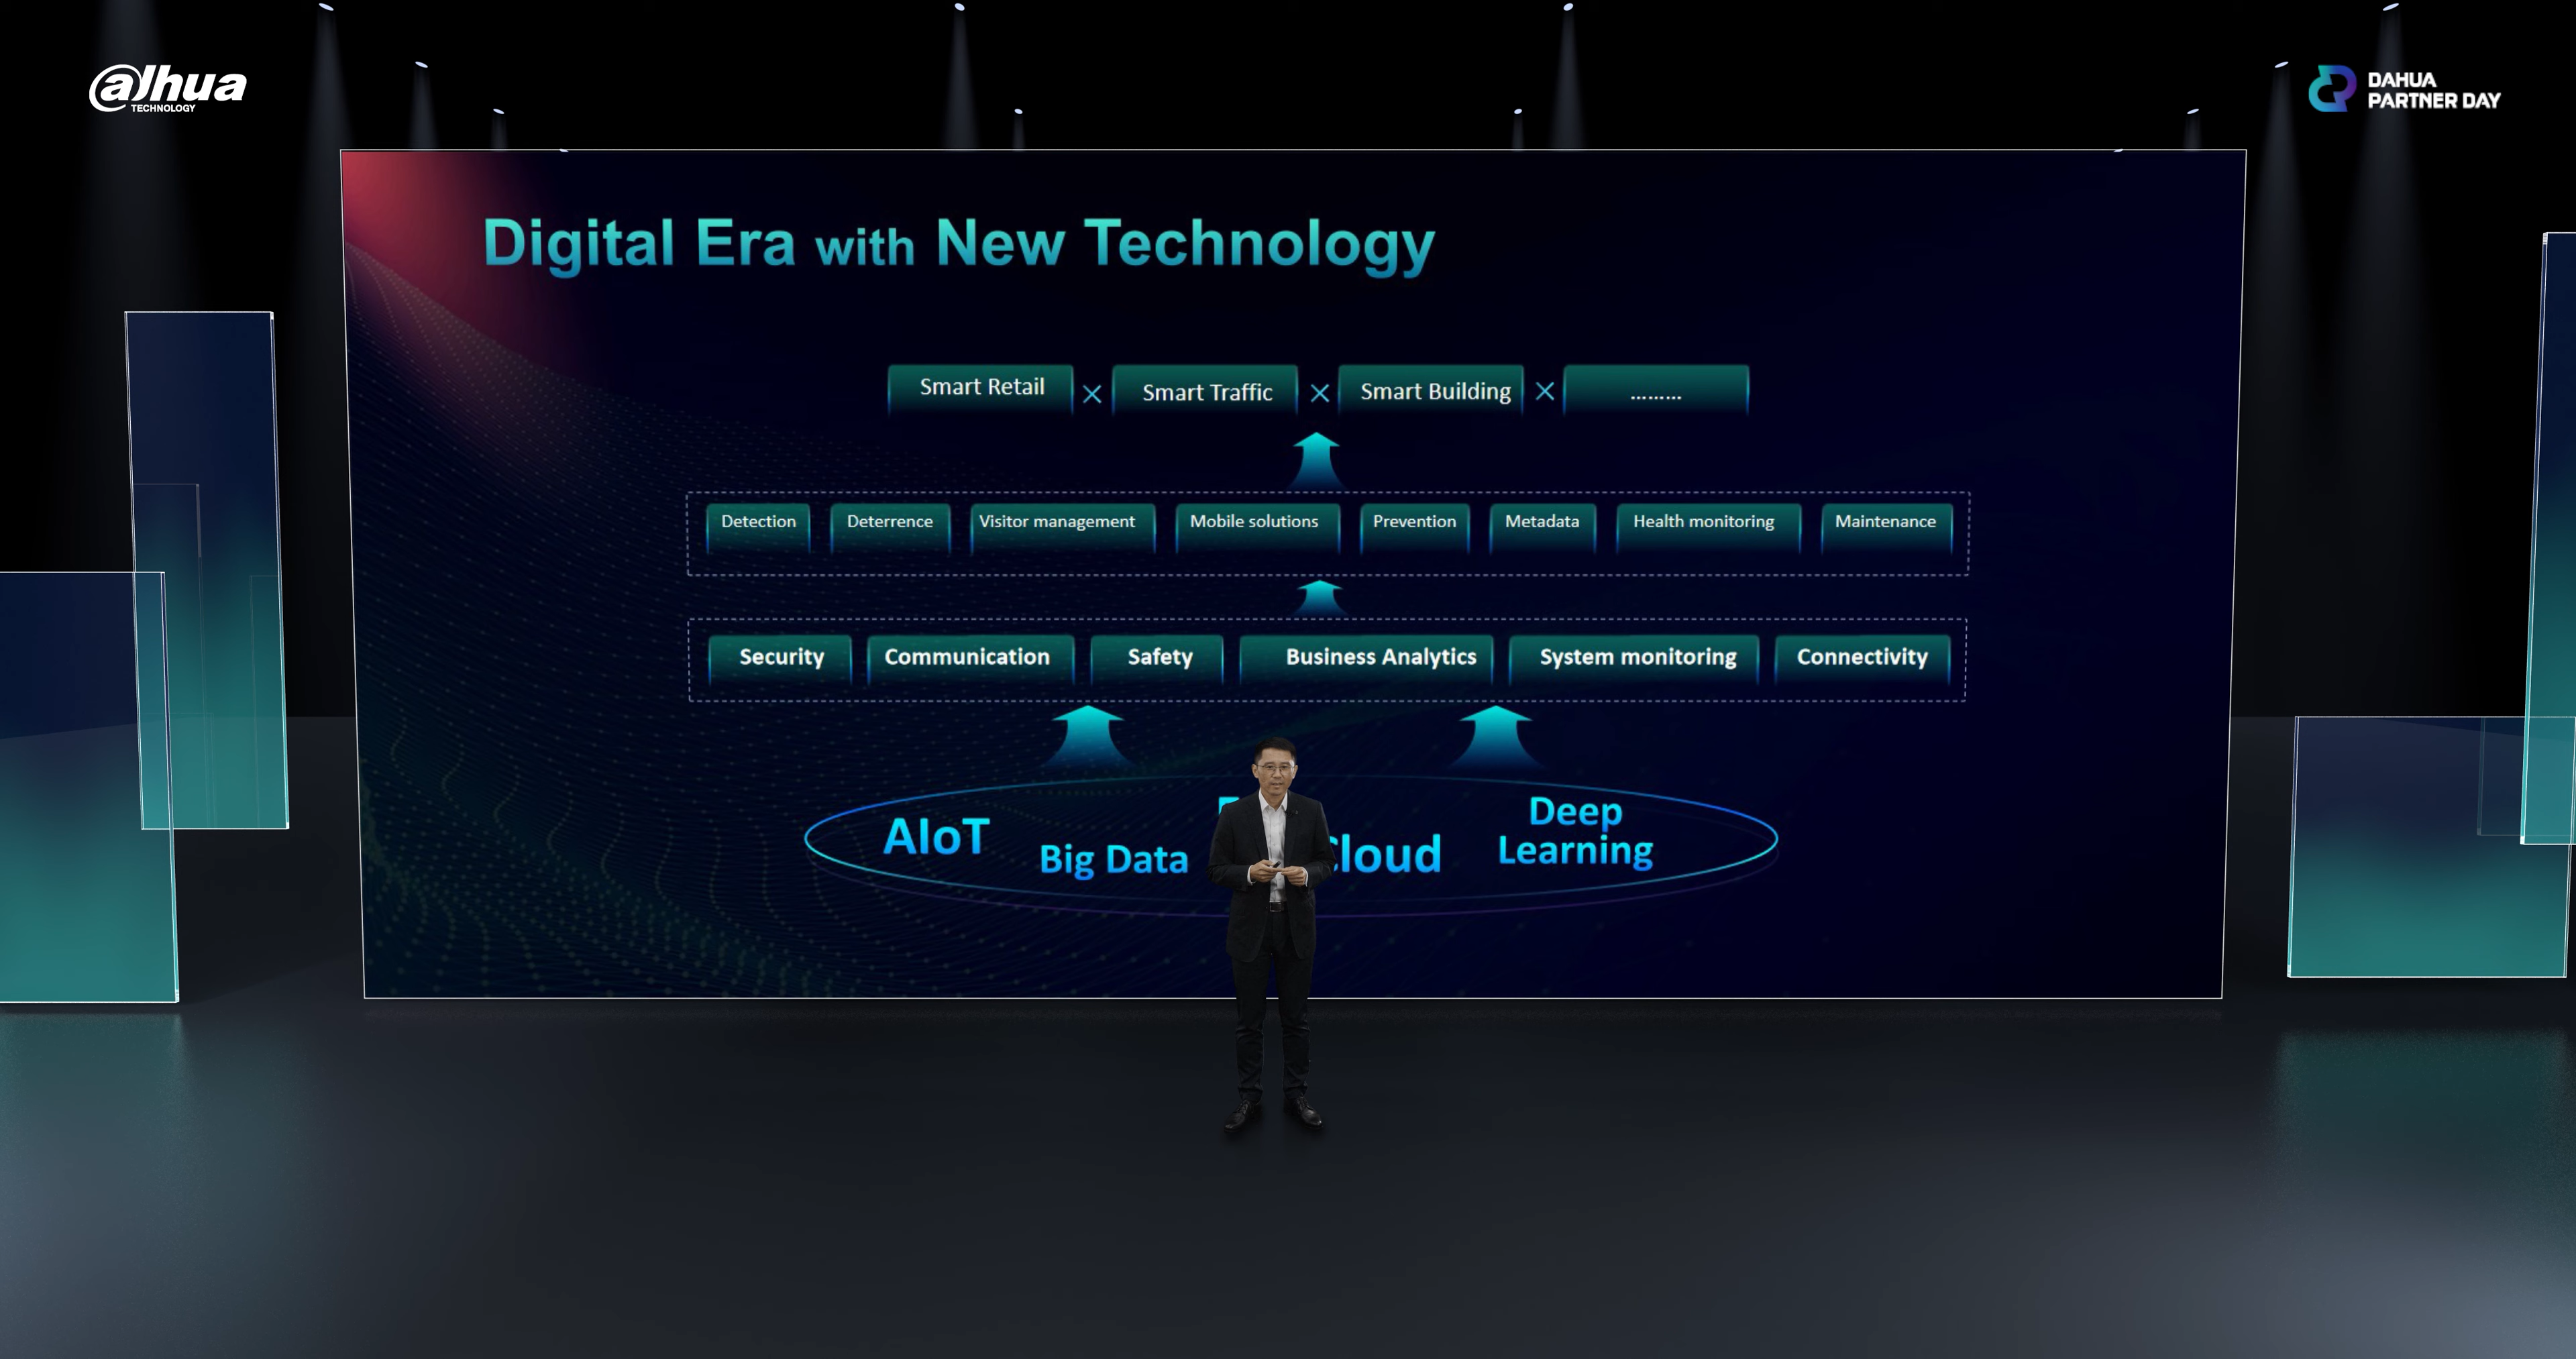 alhua
TECHNOLOGY
DAHUA
PARTNER DAY
Digital Era with New Technology
Smart Retail × Smart Traffic × Smart Building × .........
Detection Deterrence Visitor management Mobile solutions Prevention Metadata Health monitoring Maintenance
Security Communication Safety Business Analytics System monitoring Connectivity
AIoT
Big Data
Cloud
Deep
Learning